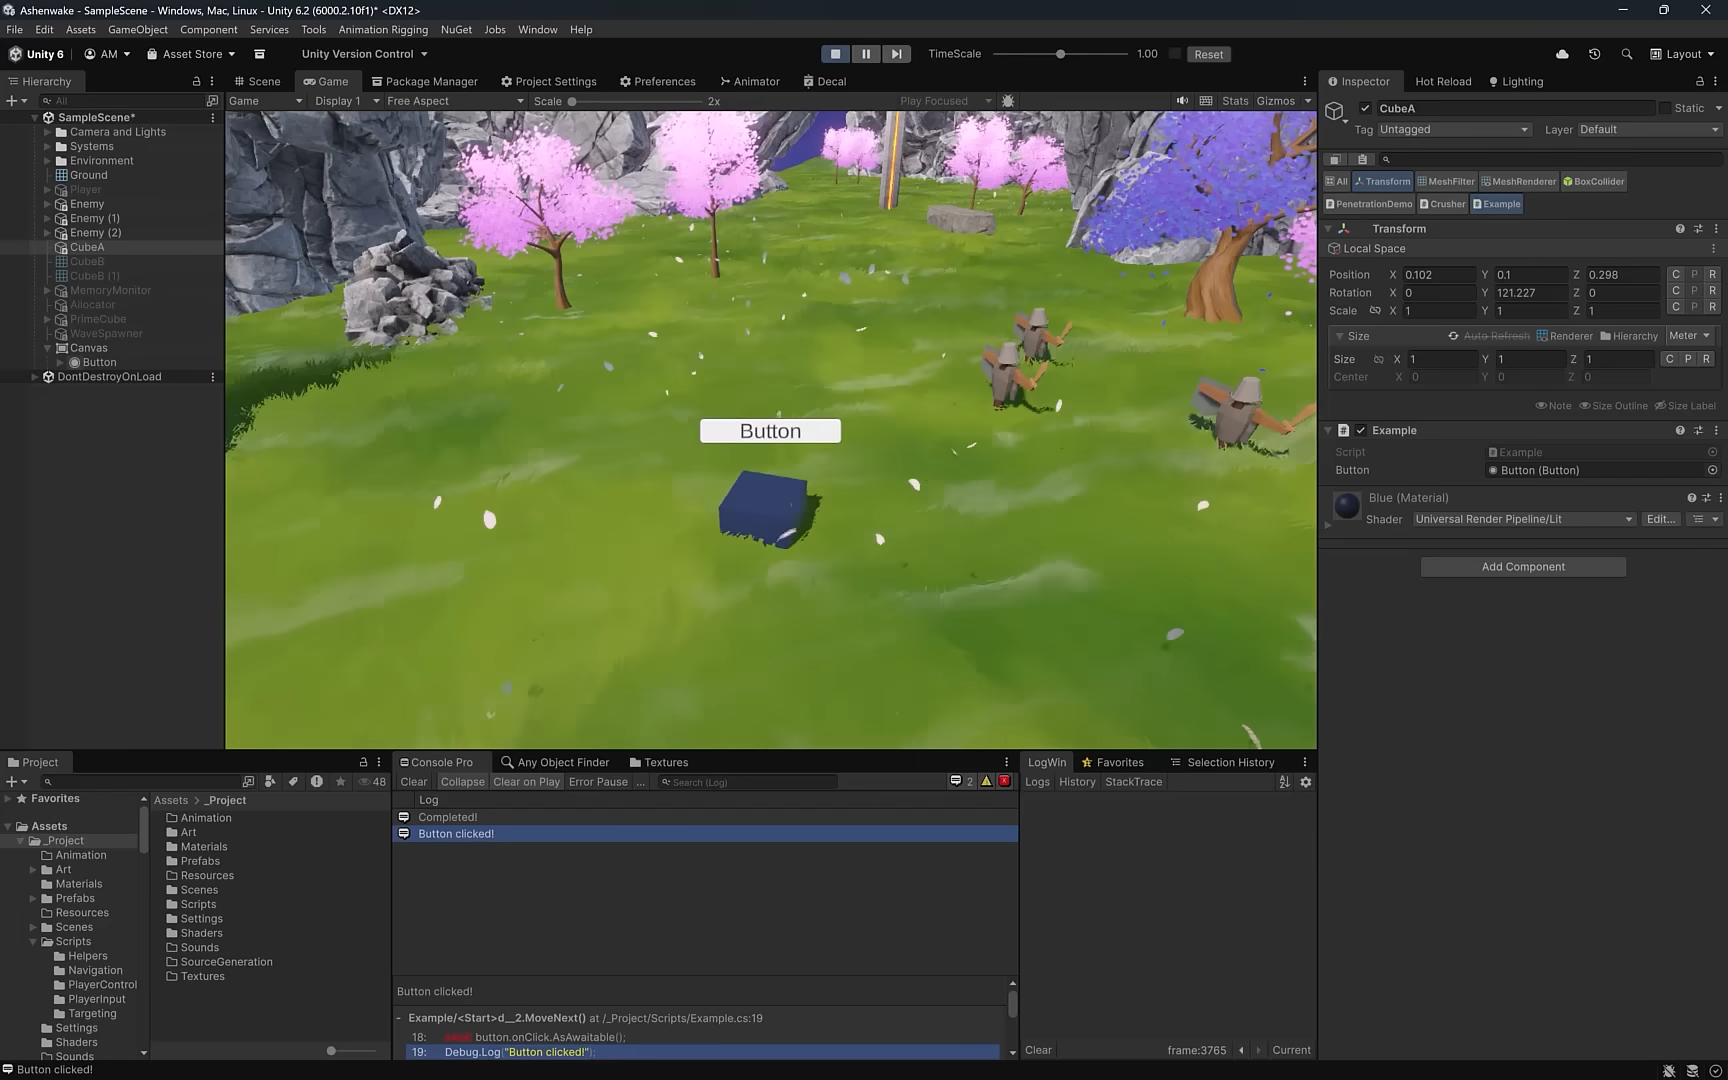 Ashenwake - SampleScene - Windows, Mac, Linux - Unity 6.2 (6000.2.10f1)* <DX12>
File Edit Assets GameObject Component Services Tools Animation Rigging NuGet Jobs Window Help
Unity 6 AM Asset Store Unity Version Control TimeScale 1.00 Reset Layout
Hierarchy
All
SampleScene*
Camera and Lights
Systems
Environment
Ground
Player
Enemy
Enemy (1)
Enemy (2)
CubeA
CubeB
CubeB (1)
MemoryMonitor
Allocator
PrimeCube
WaveSpawner
Canvas
Button
DontDestroyOnLoad
Scene Game Package Manager Project Settings Preferences Animator Decal
Game Display 1 Free Aspect Scale 2x Play Focused Stats Gizmos
Button
Inspector Hot Reload Lighting
CubeA Static
Tag Untagged Layer Default
All Transform MeshFilter MeshRenderer BoxCollider
PenetrationDemo Crusher Example
Transform
Local Space
Position X 0.102 Y 0.1 Z 0.298 C P R
Rotation X 0 Y 121.227 Z 0 C P R
Scale X 1 Y 1 Z 1 C P R
Size Auto Refresh Renderer Hierarchy Meter
Size X 1 Y 1 Z 1 C P R
Center X 0 Y 0 Z 0
Note Size Outline Size Label
Example
Script Example
Button Button (Button)
Blue (Material)
Shader Universal Render Pipeline/Lit Edit...
Add Component
Project
48
Favorites
Assets
_Project
Animation
Art
Materials
Prefabs
Resources
Scenes
Scripts
Helpers
Navigation
PlayerControl
PlayerInput
Targeting
Settings
Shaders
Sounds
Assets > _Project
Animation
Art
Materials
Prefabs
Resources
Scenes
Scripts
Settings
Shaders
Sounds
SourceGeneration
Textures
Console Pro Any Object Finder Textures
Clear Collapse Clear on Play Error Pause ... Search (Log) 2
Log
Completed!
Button clicked!
Button clicked!
- Example/<Start>d__2.MoveNext() at /_Project/Scripts/Example.cs:19
18: button.onClick.AsAwaitable();
19: Debug.Log("Button clicked!");
LogWin Favorites Selection History
Logs History StackTrace
Clear frame:3765 Current
Button clicked!